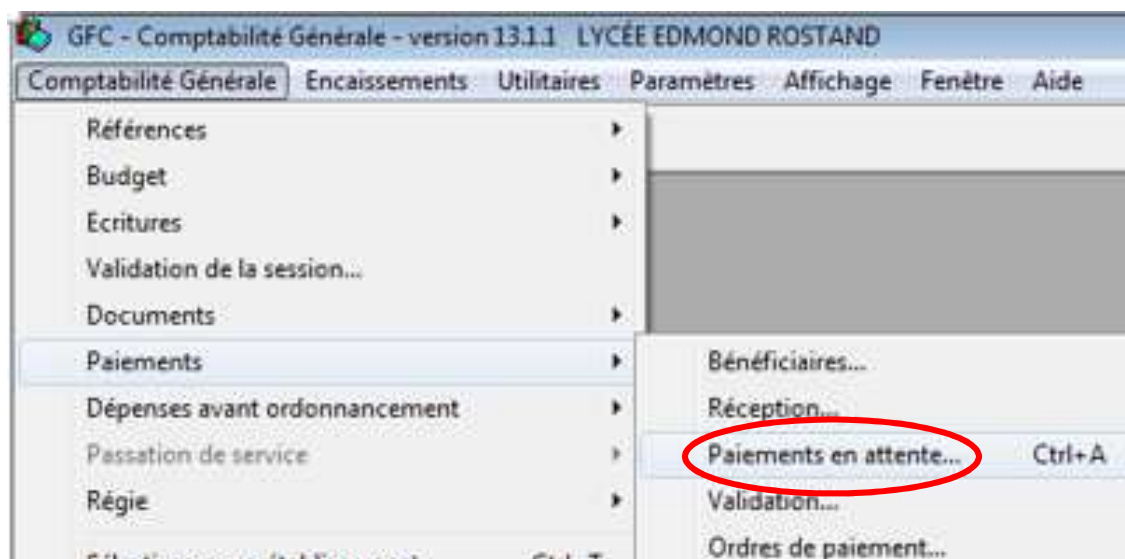 GFC - Comptabilité Générale - version 13.1.1 LYCÉE EDMOND ROSTAND
Comptabilité Générale Encaissements Utilitaires Paramètres Affichage Fenêtre Aide
Références
Budget
Ecritures
Validation de la session...
Documents
Paiements
Dépenses avant ordonnancement
Passation de service
Régie
Bénéficiaires...
Réception...
Paiements en attente... Ctrl+A
Validation...
Ordres de paiement...